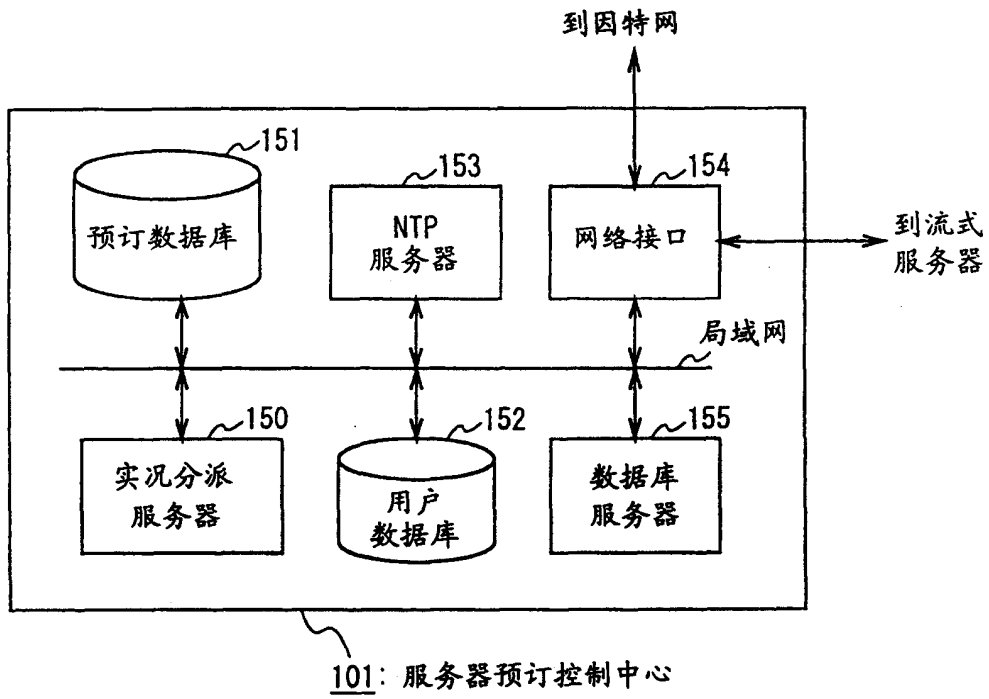 到因特网
151
预订数据库
153
NTP
服务器
154
网络接口
到流式
服务器
局域网
150
实况分派
服务器
152
用户
数据库
155
数据库
服务器
101: 服务器预订控制中心